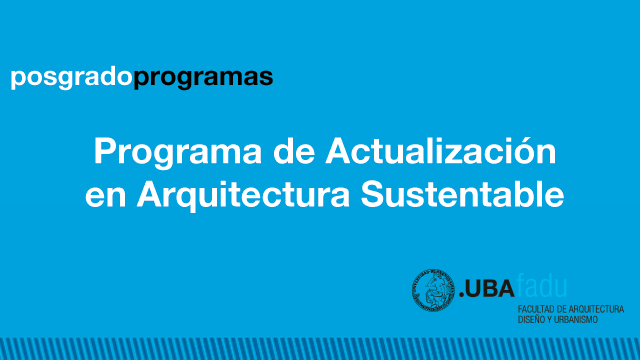 posgradoprogramas
Programa de Actualización
en Arquitectura Sustentable
.UBAfadu
FACULTAD DE ARQUITECTURA
DISEÑO Y URBANISMO